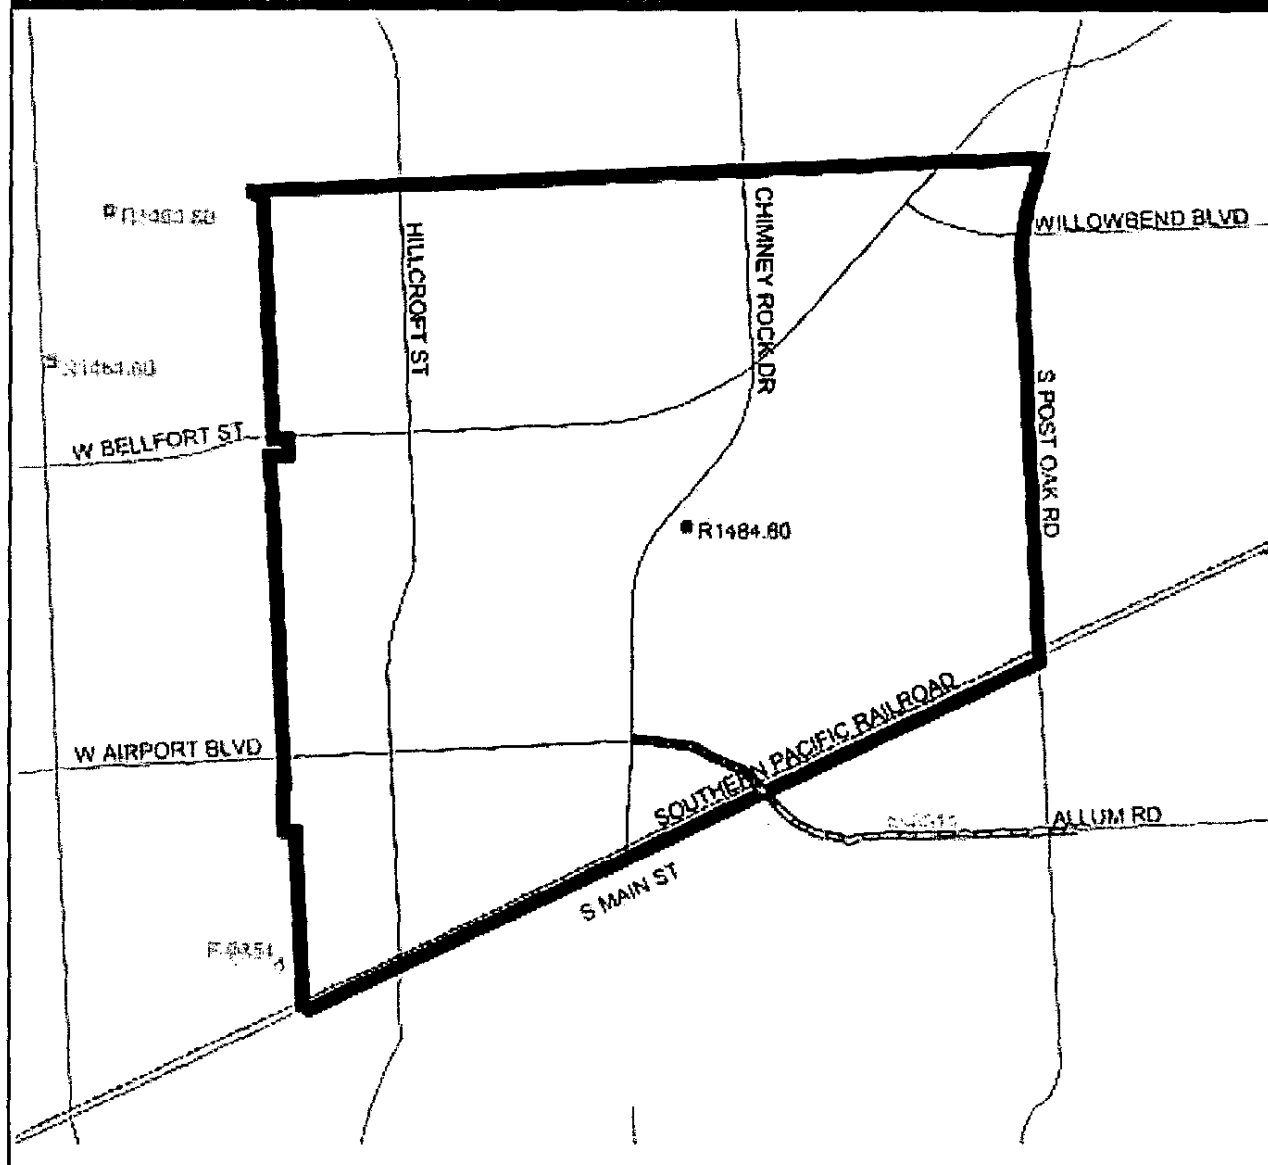 WILLOWBEND BLVD
HILLCROFT ST
CHIMNEY ROCK DR
S POST OAK RD
W BELLFORT ST
R1484.60
W AIRPORT BLVD
SOUTHERN PACIFIC RAILROAD
ALLUM RD
S MAIN ST